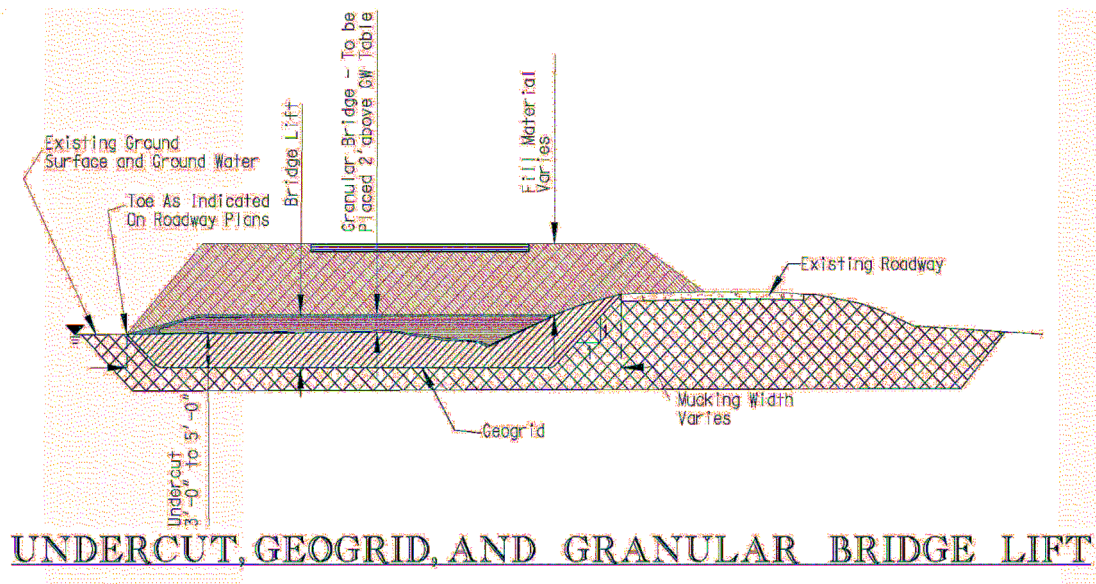 Existing Ground
Surface and Ground Water
Toe As Indicated
On Roadway Plans
Bridge Lift
Granular Bridge - To be
Placed 2' above GW Table
Fill Material
Varies
Existing Roadway
1
1
Mucking Width
Varies
Geogrid
Undercut
3'-0" to 5'-0"
UNDERCUT, GEOGRID, AND GRANULAR BRIDGE LIFT